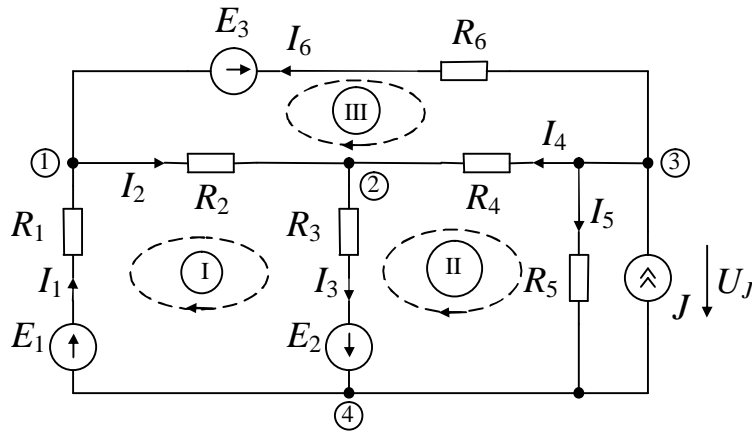 E3 I6 R6
III
1 I2 R2 2 R4 I4 3
R1 R3 I5
I1 I I3 II R5 J UJ
E1 E2
4